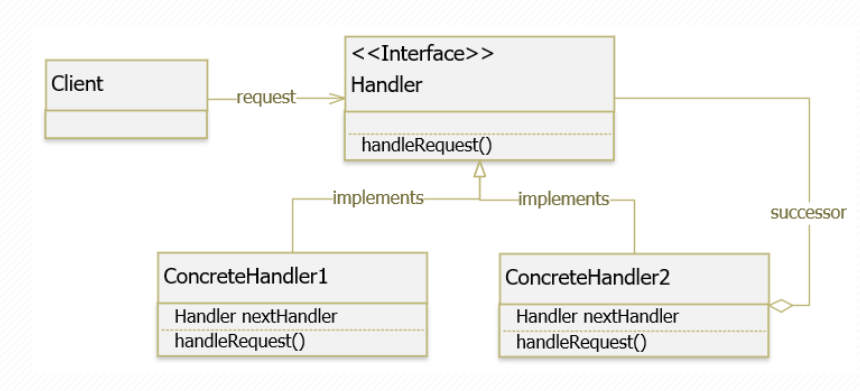 <<Interface>>
Client
Handler
request
handleRequest()
implements
implements
successor
ConcreteHandler1
ConcreteHandler2
Handler nextHandler
Handler nextHandler
handleRequest()
handleRequest()